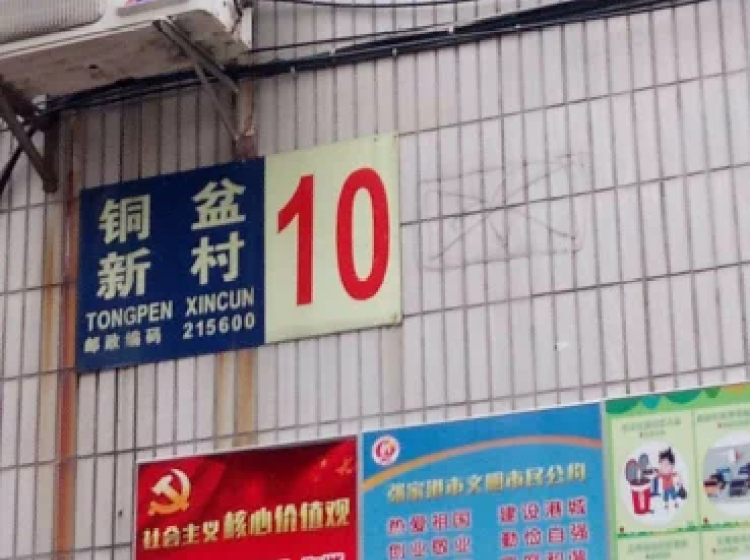 铜盆
新村
TONGPEN XINCUN
邮政编码 215600
10
社会主义核心价值观
张家港市文明市民公约
热爱祖国 建设港城
创业敬业 勤俭自强